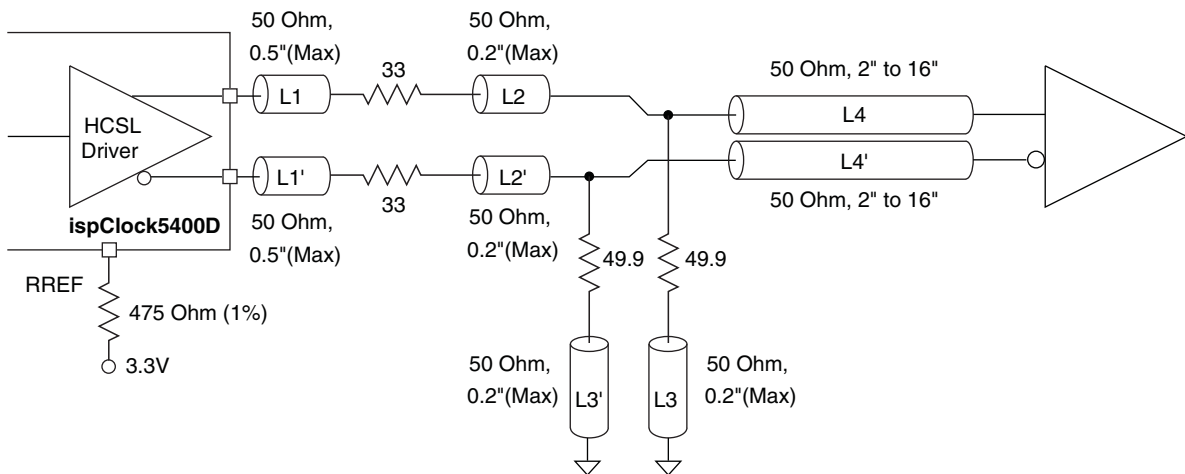 50 Ohm,
0.5"(Max)
50 Ohm,
0.2"(Max)
33
50 Ohm, 2" to 16"
L1
L2
L4
HCSL
Driver
L1'
L2'
L4'
33
50 Ohm, 2" to 16"
ispClock5400D
50 Ohm,
0.5"(Max)
50 Ohm,
0.2"(Max)
RREF
475 Ohm (1%)
3.3V
49.9
49.9
50 Ohm,
0.2"(Max)
L3'
L3
50 Ohm,
0.2"(Max)